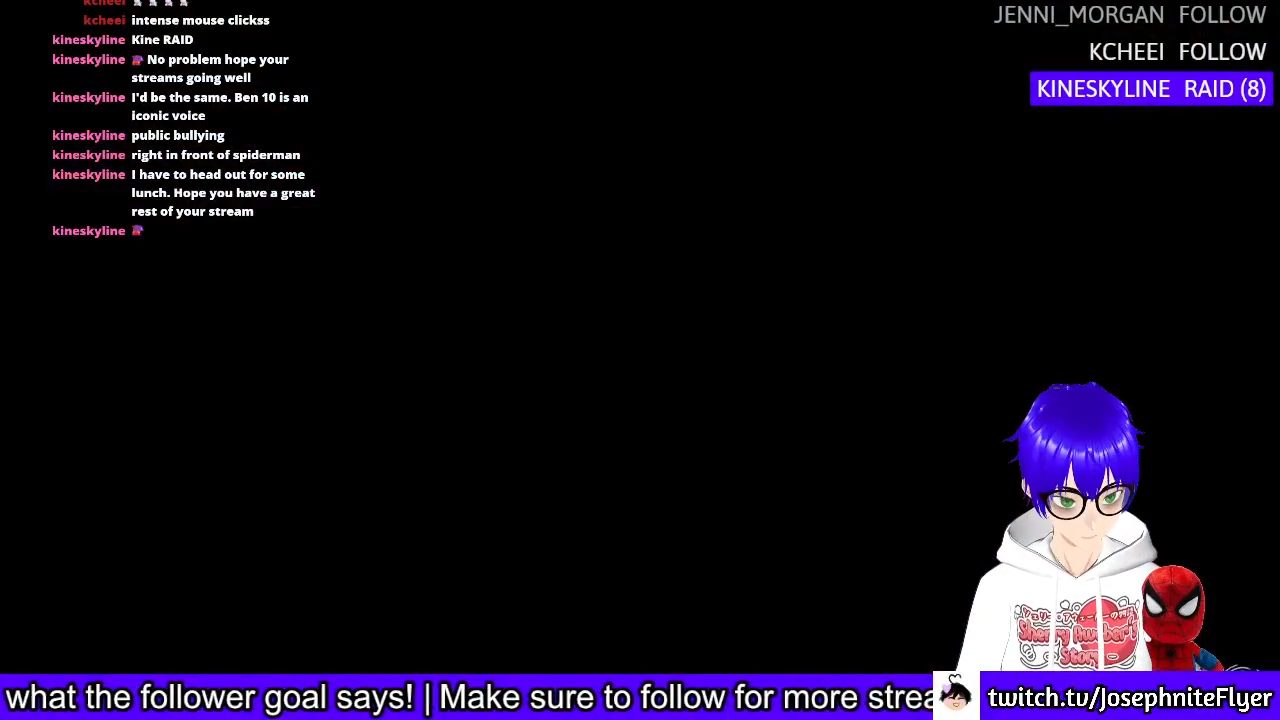 kcheei
kcheei intense mouse clickss
kineskyline Kine RAID
kineskyline No problem hope your
streams going well
kineskyline I'd be the same. Ben 10 is an
iconic voice
kineskyline public bullying
kineskyline right in front of spiderman
kineskyline I have to head out for some
lunch. Hope you have a great
rest of your stream
kineskyline
JENNI_MORGAN FOLLOW
KCHEEI FOLLOW
KINESKYLINE RAID (8)
Story
what the follower goal says! | Make sure to follow for more strea
twitch.tv/JosephniteFlyer